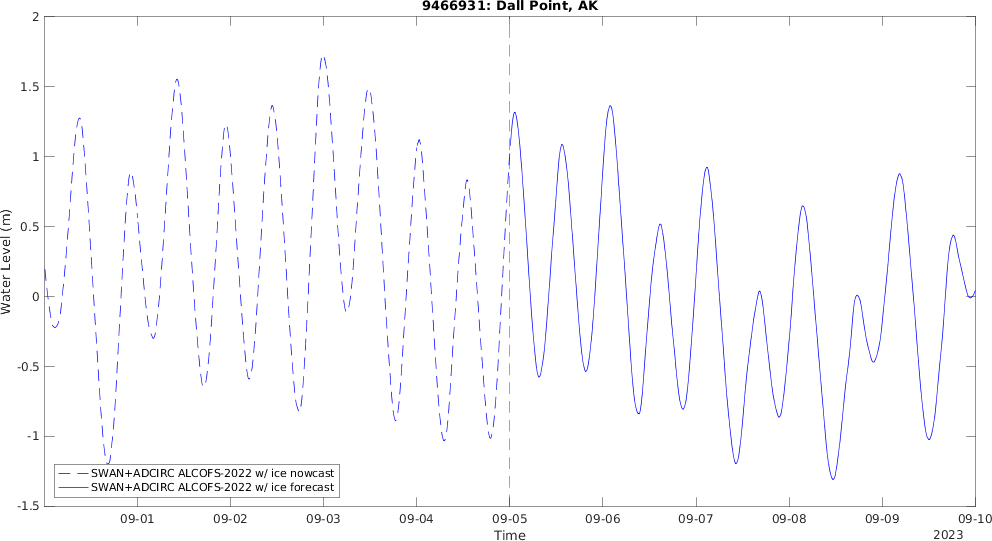 9466931: Dall Point, AK
2
1.5
1
0.5
0
-0.5
-1
-1.5
Water Level (m)
SWAN+ADCIRC ALCOFS-2022 w/ ice nowcast
SWAN+ADCIRC ALCOFS-2022 w/ ice forecast
09-01 09-02 09-03 09-04 09-05 09-06 09-07 09-08 09-09 09-10
Time
2023